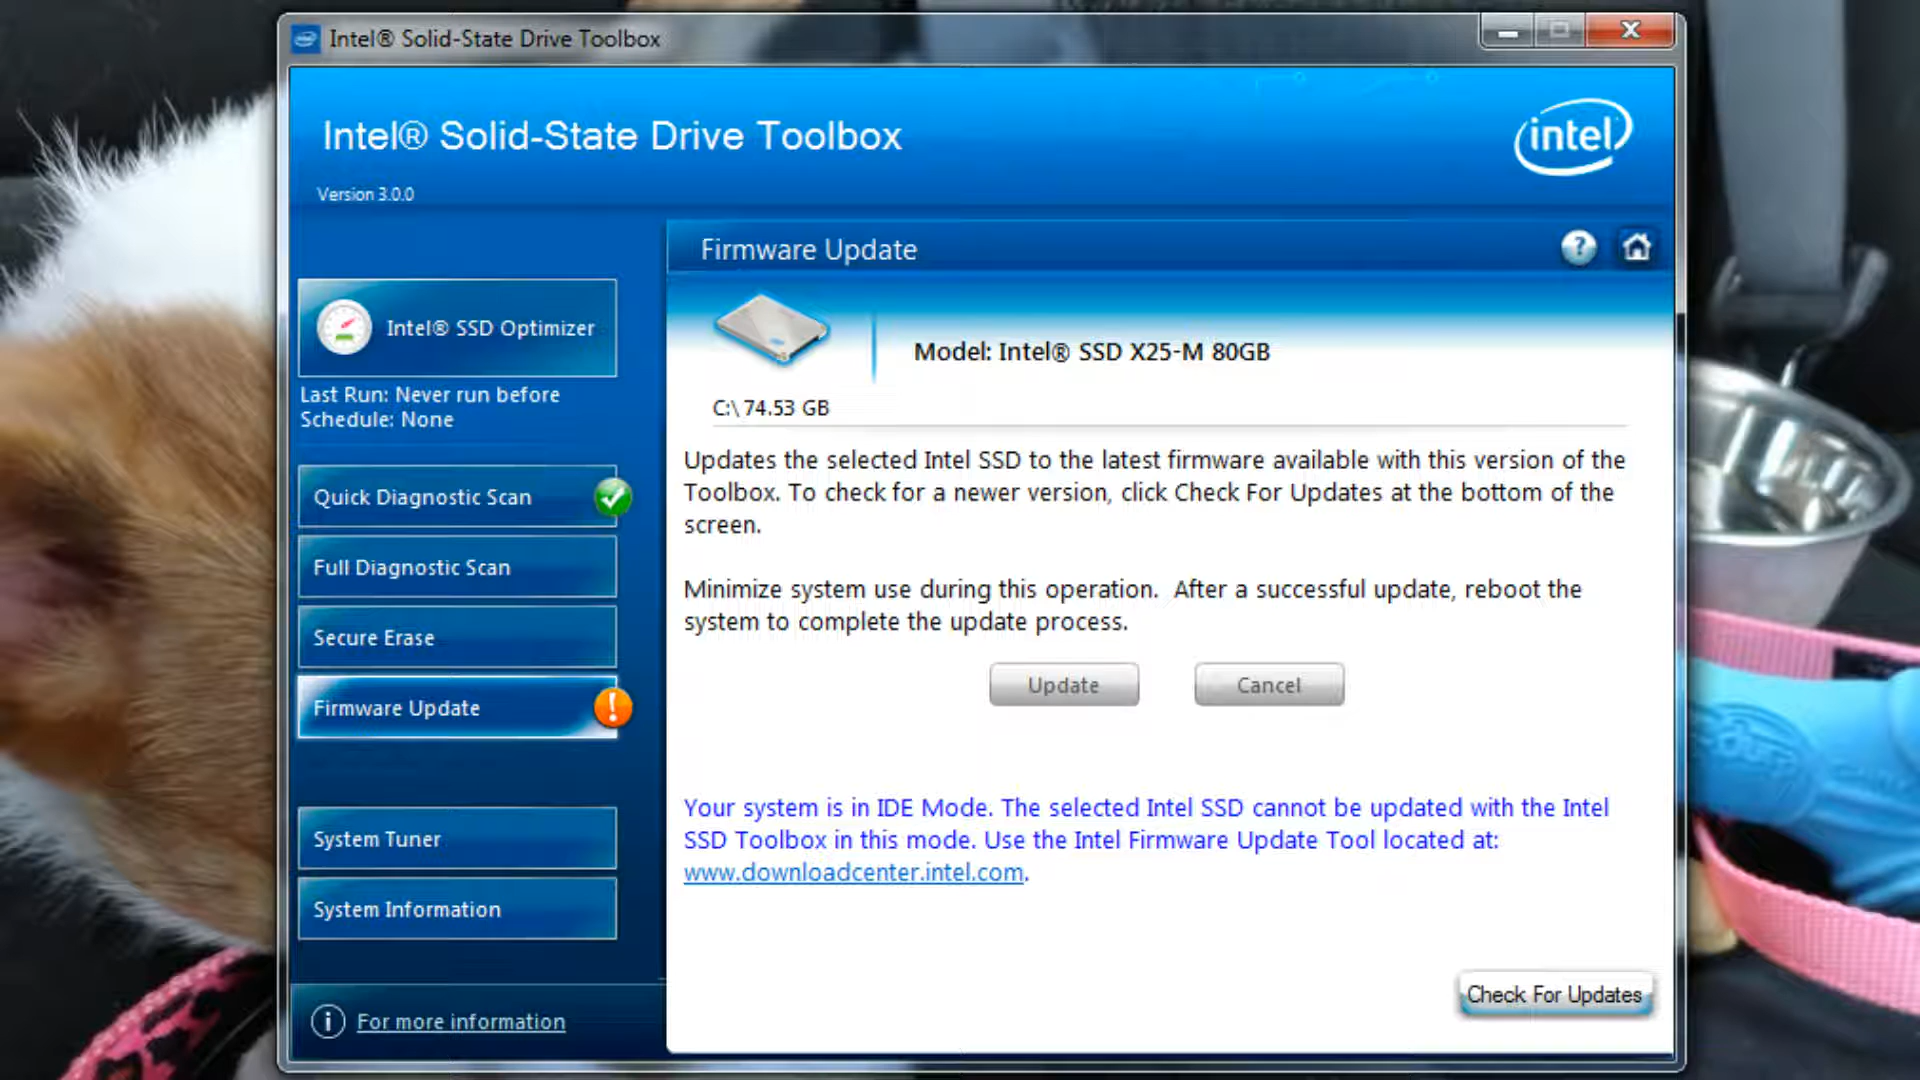 Intel® Solid-State Drive Toolbox
Intel® Solid-State Drive Toolbox
intel
Version 3.0.0
Firmware Update
?
Intel® SSD Optimizer
Last Run: Never run before
Schedule: None
Quick Diagnostic Scan
Full Diagnostic Scan
Secure Erase
Firmware Update
System Tuner
System Information
For more information
Model: Intel® SSD X25-M 80GB
C:\ 74.53 GB
Updates the selected Intel SSD to the latest firmware available with this version of the
Toolbox. To check for a newer version, click Check For Updates at the bottom of the
screen.
Minimize system use during this operation. After a successful update, reboot the
system to complete the update process.
Update
Cancel
Your system is in IDE Mode. The selected Intel SSD cannot be updated with the Intel
SSD Toolbox in this mode. Use the Intel Firmware Update Tool located at:
www.downloadcenter.intel.com.
Check For Updates